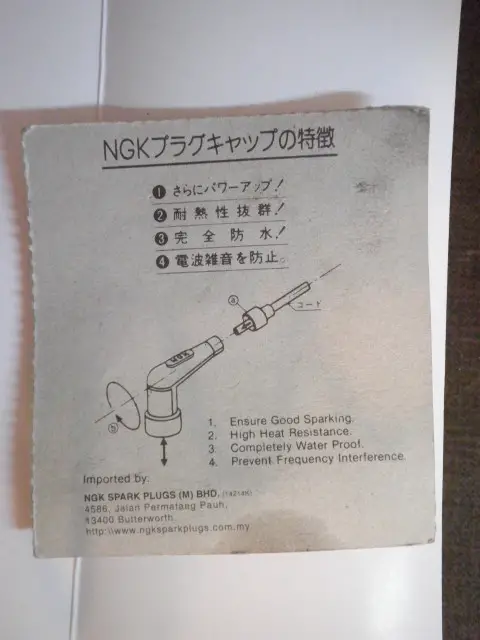 NGKプラグキャップの特徴
❶ さらにパワーアップ!
❷ 耐熱性抜群!
❸ 完全防水!
❹ 電波雑音を防止。
ⓐ
コード
NGK
ⓑ
1. Ensure Good Sparking.
2. High Heat Resistance.
3. Completely Water Proof.
4. Prevent Frequency Interference.
Imported by:
NGK SPARK PLUGS (M) BHD.
4586, Jalan Permatang Pauh,
13400 Butterworth.
http:\\www.ngksparkplugs.com.my